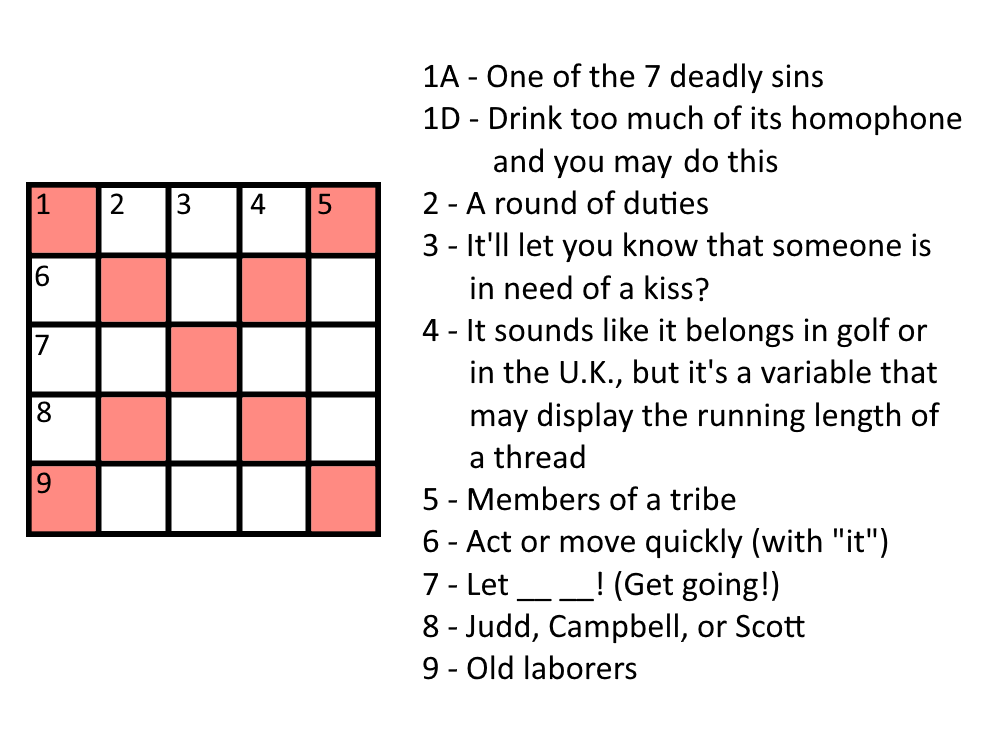 1A - One of the 7 deadly sins
1D - Drink too much of its homophone
and you may do this
2 - A round of duties
3 - It'll let you know that someone is
in need of a kiss?
4 - It sounds like it belongs in golf or
in the U.K., but it's a variable that
may display the running length of
a thread
5 - Members of a tribe
6 - Act or move quickly (with "it")
7 - Let __ __! (Get going!)
8 - Judd, Campbell, or Scott
9 - Old laborers
1 2 3 4 5
6
7
8
9